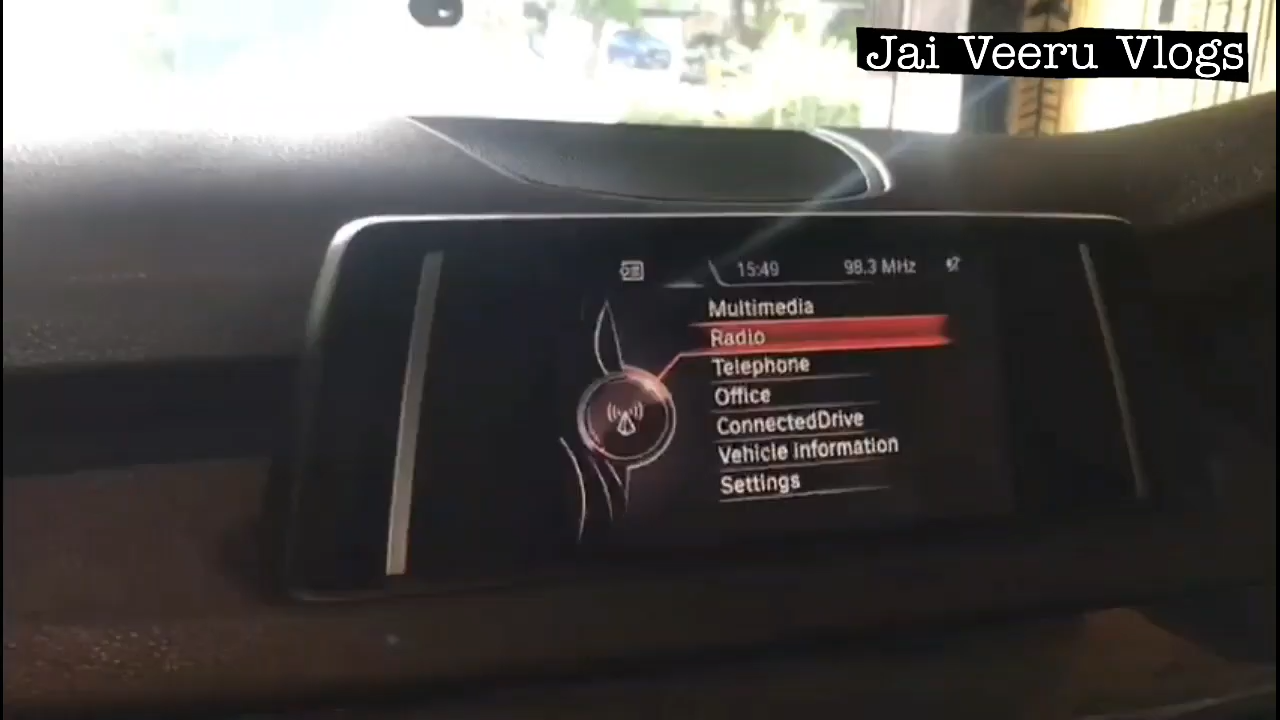 Jai Veeru Vlogs
15:49 98.3 MHz
Multimedia
Radio
Telephone
Office
ConnectedDrive
Vehicle information
Settings